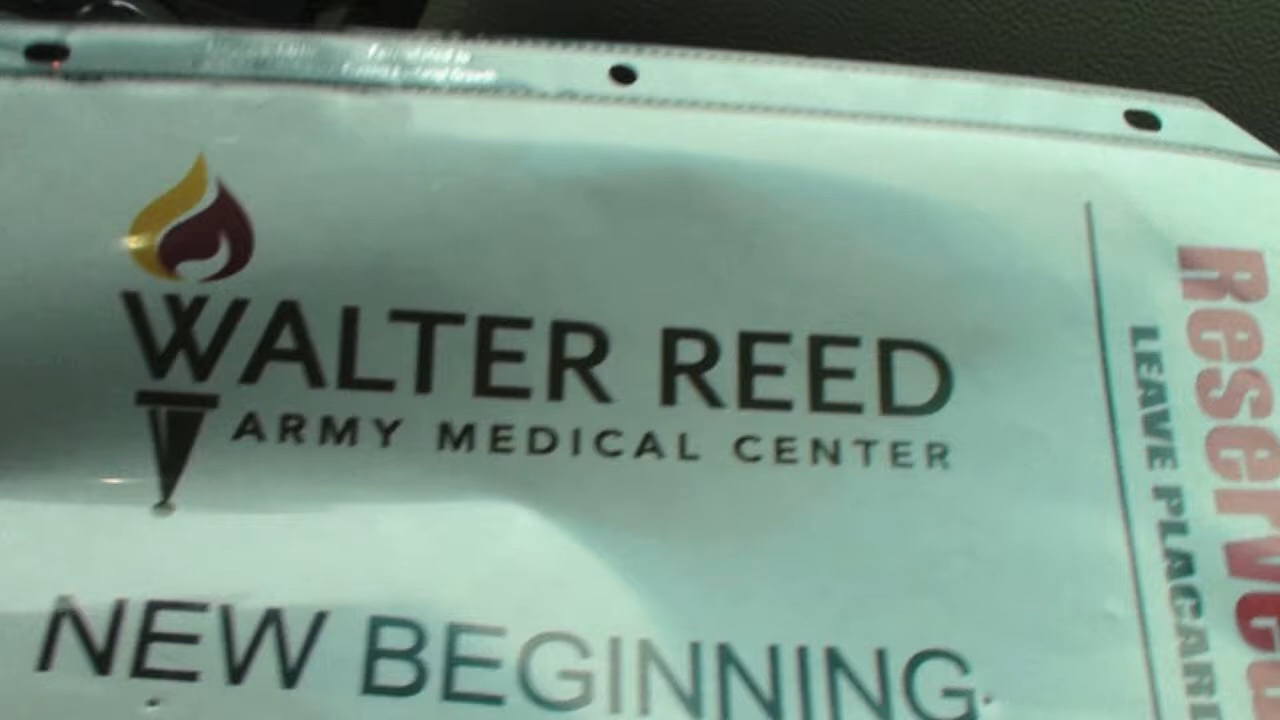 WALTER REED
ARMY MEDICAL CENTER
NEW BEGINNING
Reserved
LEAVE PLACARD